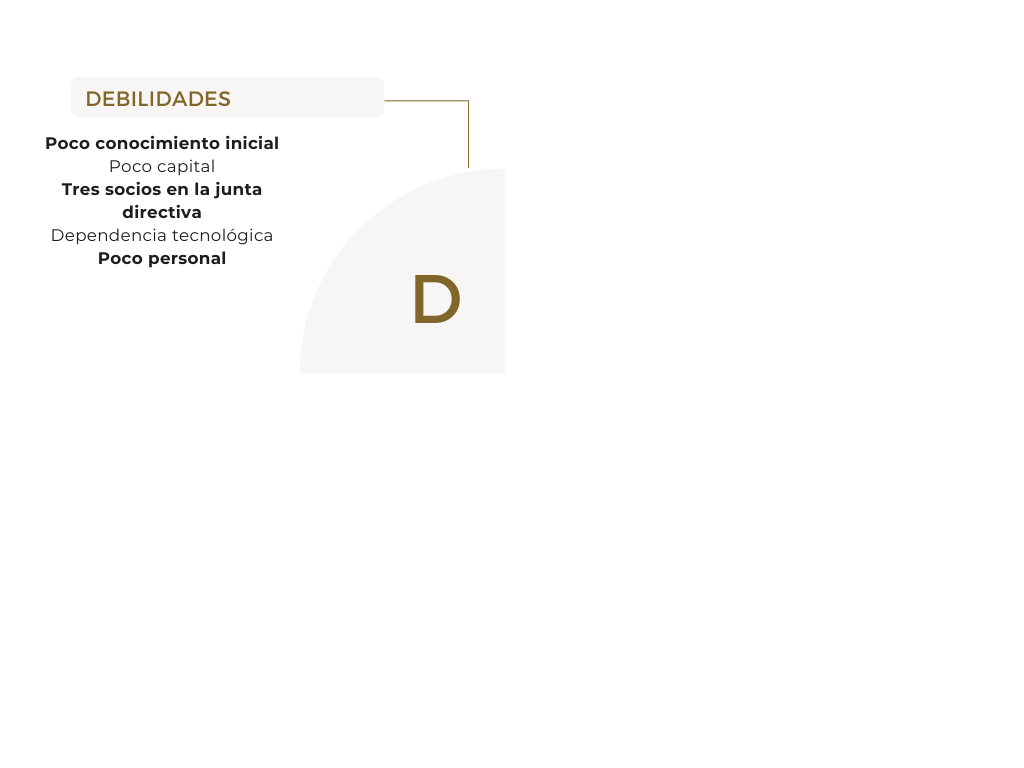 DEBILIDADES
Poco conocimiento inicial
Poco capital
Tres socios en la junta
directiva
Dependencia tecnológica
Poco personal
D